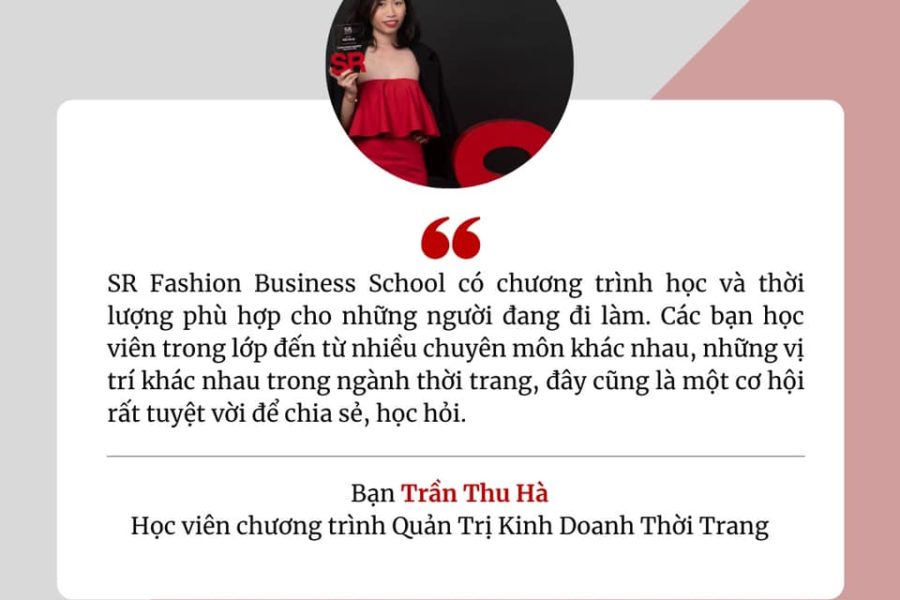 SR
SR Fashion Business School có chương trình học và thời
lượng phù hợp cho những người đang đi làm. Các bạn học
viên trong lớp đến từ nhiều chuyên môn khác nhau, những vị
trí khác nhau trong ngành thời trang, đây cũng là một cơ hội
rất tuyệt vời để chia sẻ, học hỏi.
Bạn Trần Thu Hà
Học viên chương trình Quản Trị Kinh Doanh Thời Trang